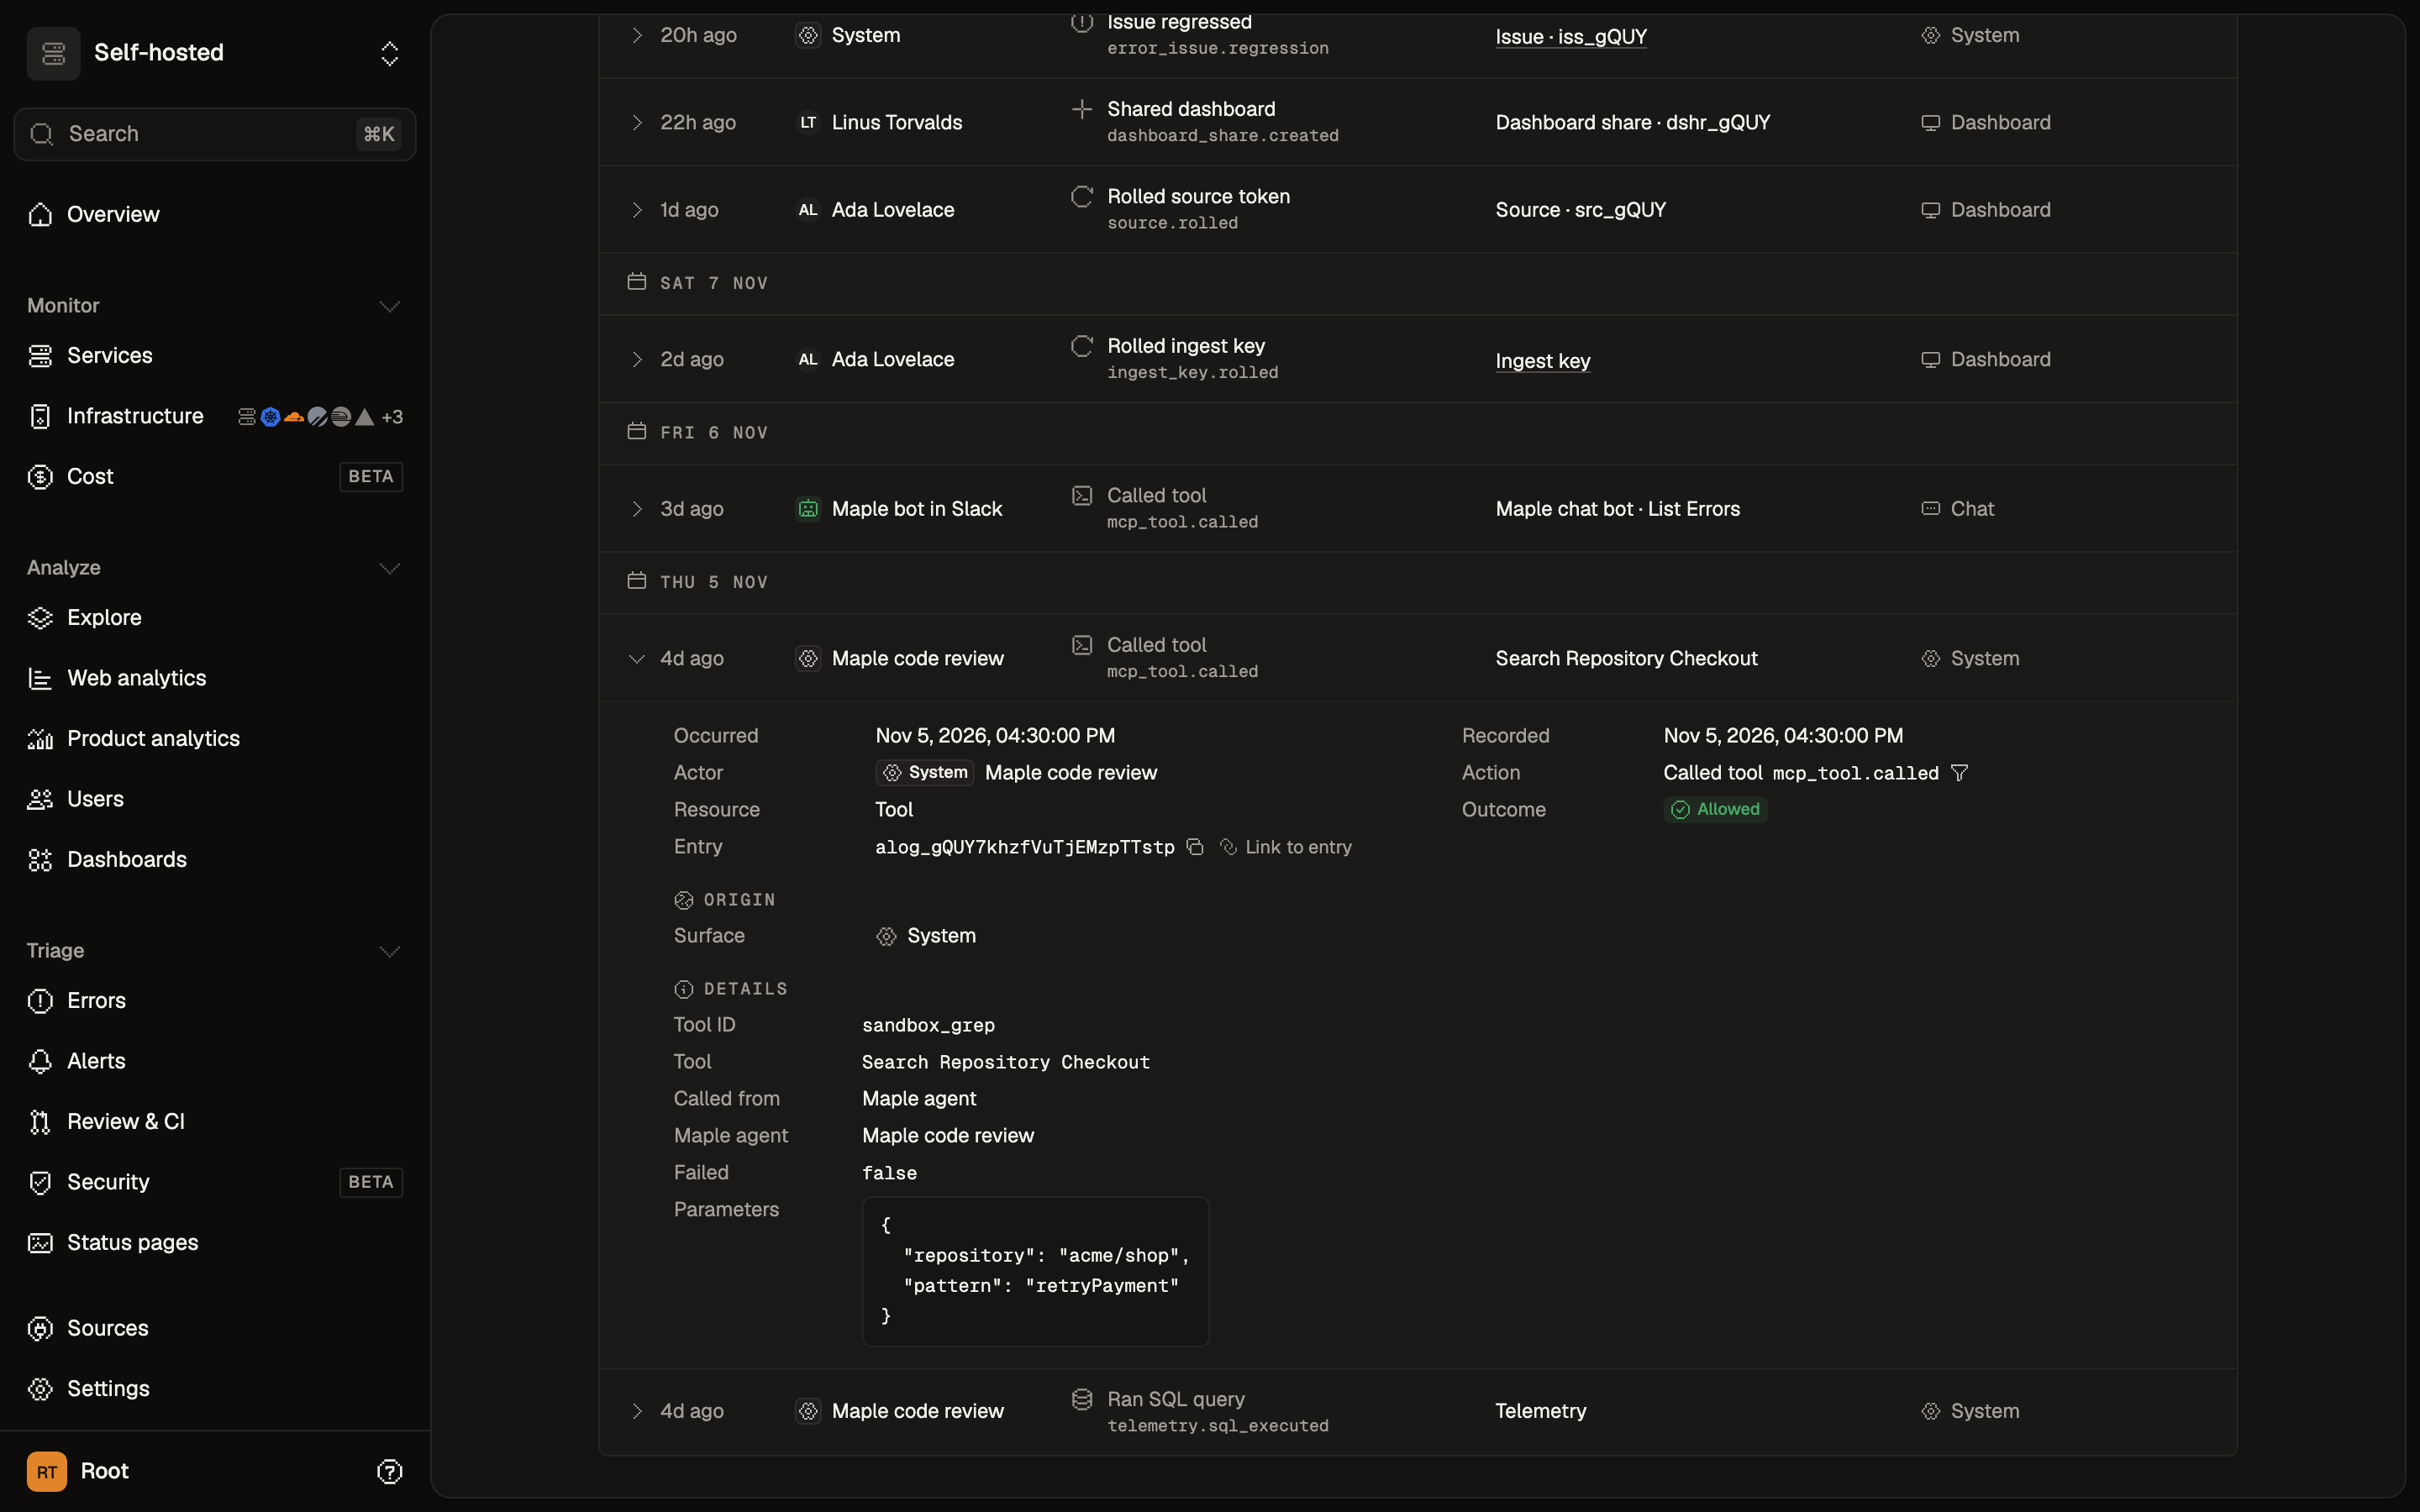 Self-hosted
Search ⌘K
Overview
Monitor
Services
Infrastructure +3
Cost BETA
Analyze
Explore
Web analytics
Product analytics
Users
Dashboards
Triage
Errors
Alerts
Review & CI
Security BETA
Status pages
Sources
Settings
RT Root
20h ago System Issue regressed Issue · iss_gQUY System
error_issue.regression
22h ago LT Linus Torvalds Shared dashboard Dashboard share · dshr_gQUY Dashboard
dashboard_share.created
1d ago AL Ada Lovelace Rolled source token Source · src_gQUY Dashboard
source.rolled
SAT 7 NOV
2d ago AL Ada Lovelace Rolled ingest key Ingest key Dashboard
ingest_key.rolled
FRI 6 NOV
3d ago Maple bot in Slack Called tool Maple chat bot · List Errors Chat
mcp_tool.called
THU 5 NOV
4d ago Maple code review Called tool Search Repository Checkout System
mcp_tool.called
Occurred Nov 5, 2026, 04:30:00 PM Recorded Nov 5, 2026, 04:30:00 PM
Actor System Maple code review Action Called tool mcp_tool.called
Resource Tool Outcome Allowed
Entry alog_gQUY7khzfVuTjEMzpTTstp Link to entry
ORIGIN
Surface System
DETAILS
Tool ID sandbox_grep
Tool Search Repository Checkout
Called from Maple agent
Maple agent Maple code review
Failed false
Parameters {
"repository": "acme/shop",
"pattern": "retryPayment"
}
4d ago Maple code review Ran SQL query Telemetry System
telemetry.sql_executed